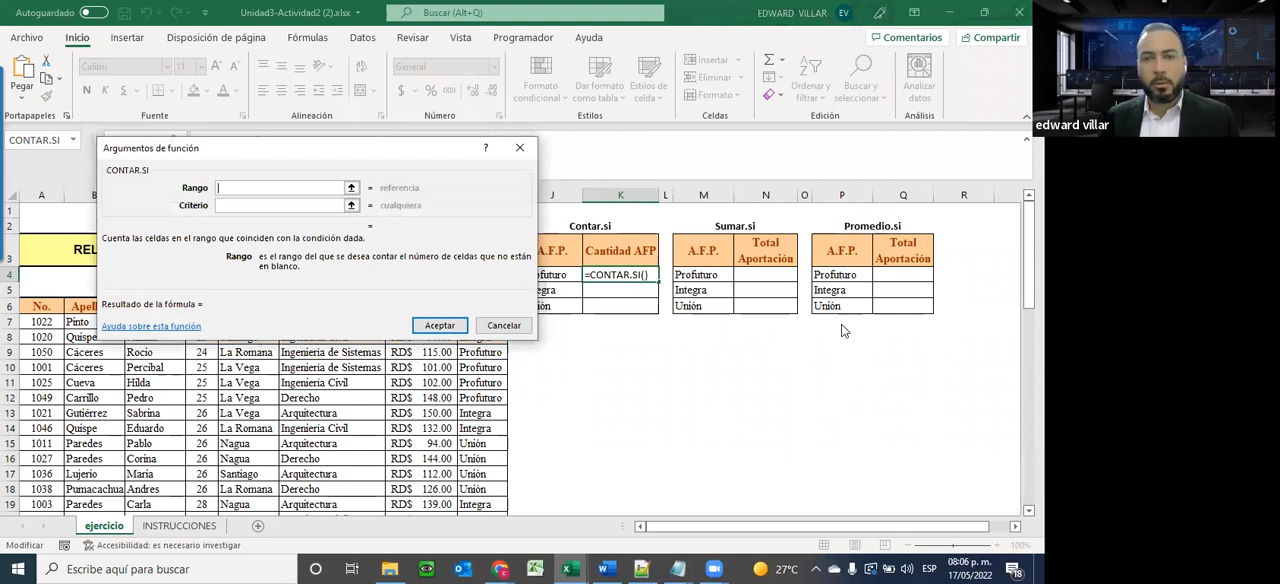 Autoguardado
Unidad3-Actividad2 (2).xlsx
Buscar (Alt+Q)
EDWARD VILLAR EV
Archivo Inicio Insertar Disposición de página Fórmulas Datos Revisar Vista Programador Ayuda
Comentarios Compartir
Pegar
Calibri 11
N K S
General
$ % 000
Formato condicional
Dar formato como tabla
Estilos de celda
Insertar
Eliminar
Formato
Ordenar y filtrar
Buscar y seleccionar
Analizar datos
Portapapeles Fuente Alineación Número Estilos Celdas Edición Análisis
edward villar
CONTAR.SI
Argumentos de función ?
CONTAR.SI
Rango = referencia
Criterio = cualquiera
=
Cuenta las celdas en el rango que coinciden con la condición dada.
Rango es el rango del que se desea contar el número de celdas que no están
en blanco.
Resultado de la fórmula =
Ayuda sobre esta función
Aceptar Cancelar
A B J K L M N O P Q R
1
2 Contar.si Sumar.si Promedio.si
3 REL A.F.P. Cantidad AFP A.F.P. Total Aportación A.F.P. Total Aportación
4 ofuturo =CONTAR.SI() Profuturo Profuturo
5 tegra Integra Integra
6 No. Apel ión Unión Unión
7 1022 Pinto
8 1020 Quispe
9 1050 Cáceres Rocio 24 La Romana Ingenieria de Sistemas RD$ 115.00 Profuturo
10 1001 Cáceres Percibal 25 La Vega Ingenieria de Sistemas RD$ 101.00 Profuturo
11 1025 Cueva Hilda 25 La Vega Ingenieria Civil RD$ 102.00 Profuturo
12 1049 Carrillo Pedro 25 La Vega Derecho RD$ 148.00 Profuturo
13 1021 Gutiérrez Sabrina 26 La Vega Arquitectura RD$ 150.00 Integra
14 1046 Quispe Eduardo 26 La Romana Ingenieria Civil RD$ 132.00 Integra
15 1011 Paredes Pablo 26 Nagua Arquitectura RD$ 94.00 Unión
16 1027 Paredes Corina 26 Nagua Derecho RD$ 144.00 Unión
17 1036 Lujerio Maria 26 Santiago Arquitectura RD$ 112.00 Unión
18 1038 Pumacachua Andres 26 La Romana Derecho RD$ 126.00 Unión
19 1003 Paredes Carla 28 Nagua Arquitectura RD$ 139.00 Integra
ejercicio INSTRUCCIONES
Modificar Accesibilidad: es necesario investigar 100%
Escribe aquí para buscar
27°C
ESP
08:06 p. m.
17/05/2022
18